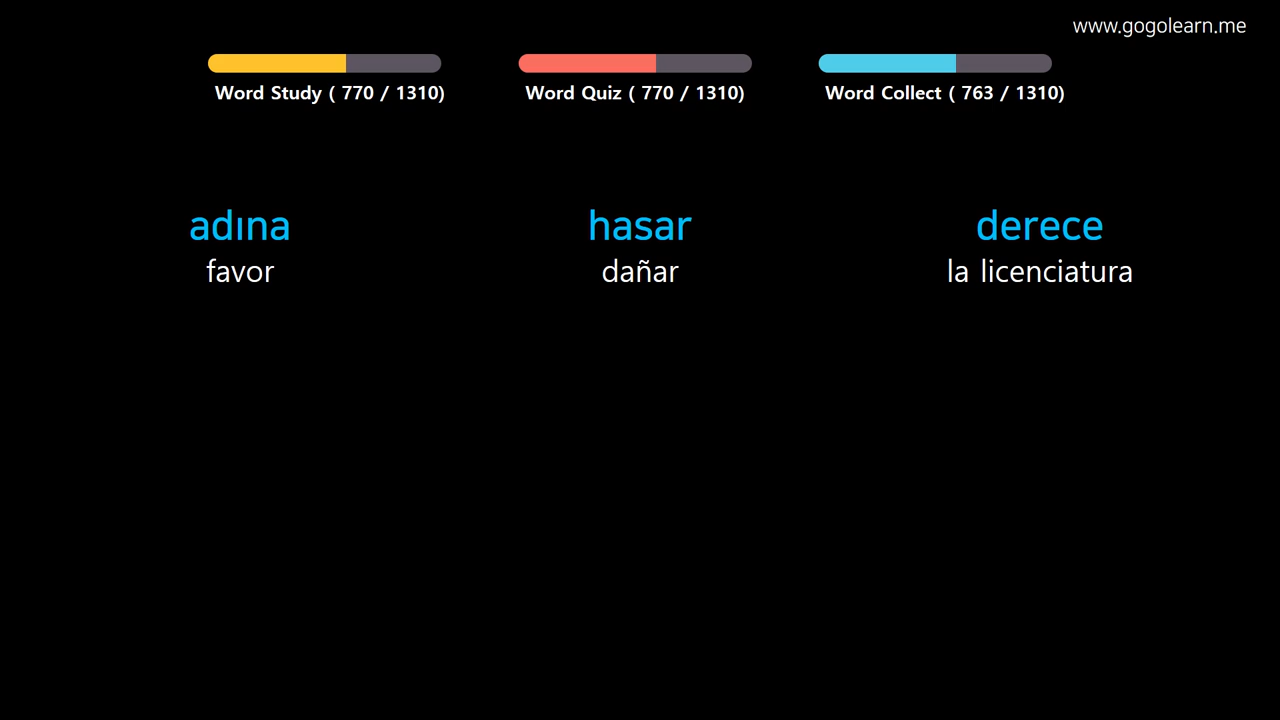 www.gogolearn.me
Word Study ( 770 / 1310)
Word Quiz ( 770 / 1310)
Word Collect ( 763 / 1310)
adına
hasar
derece
favor
dañar
la licenciatura